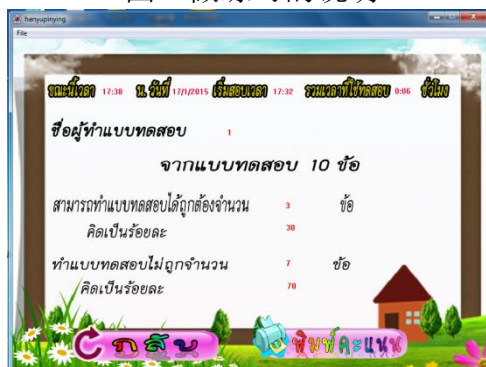 hanyupinying
File
ขณะนี้เวลา 17:38 น. วันที่ 17/1/2015 เริ่มสอบเวลา 17:32 รวมเวลาที่ใช้ทดสอบ 0:06 ชั่วโมง
ชื่อผู้ทำแบบทดสอบ 1
จากแบบทดสอบ 10 ข้อ
สามารถทำแบบทดสอบได้ถูกต้องจำนวน 3 ข้อ
คิดเป็นร้อยละ 30
ทำแบบทดสอบไม่ถูกจำนวน 7 ข้อ
คิดเป็นร้อยละ 70
กลับ พิมพ์คะแนน